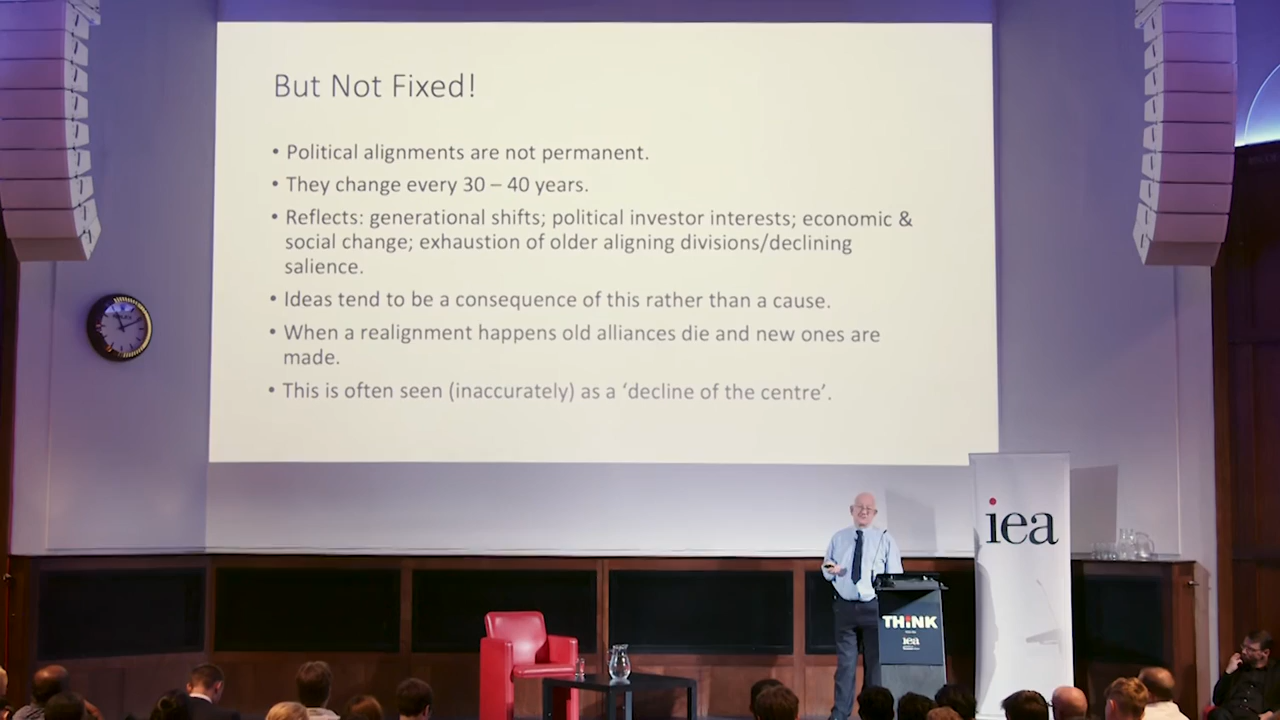 But Not Fixed!
• Political alignments are not permanent.
• They change every 30 – 40 years.
• Reflects: generational shifts; political investor interests; economic &
social change; exhaustion of older aligning divisions/declining
salience.
• Ideas tend to be a consequence of this rather than a cause.
• When a realignment happens old alliances die and new ones are
made.
• This is often seen (inaccurately) as a ‘decline of the centre’.
iea
THiNK
iea